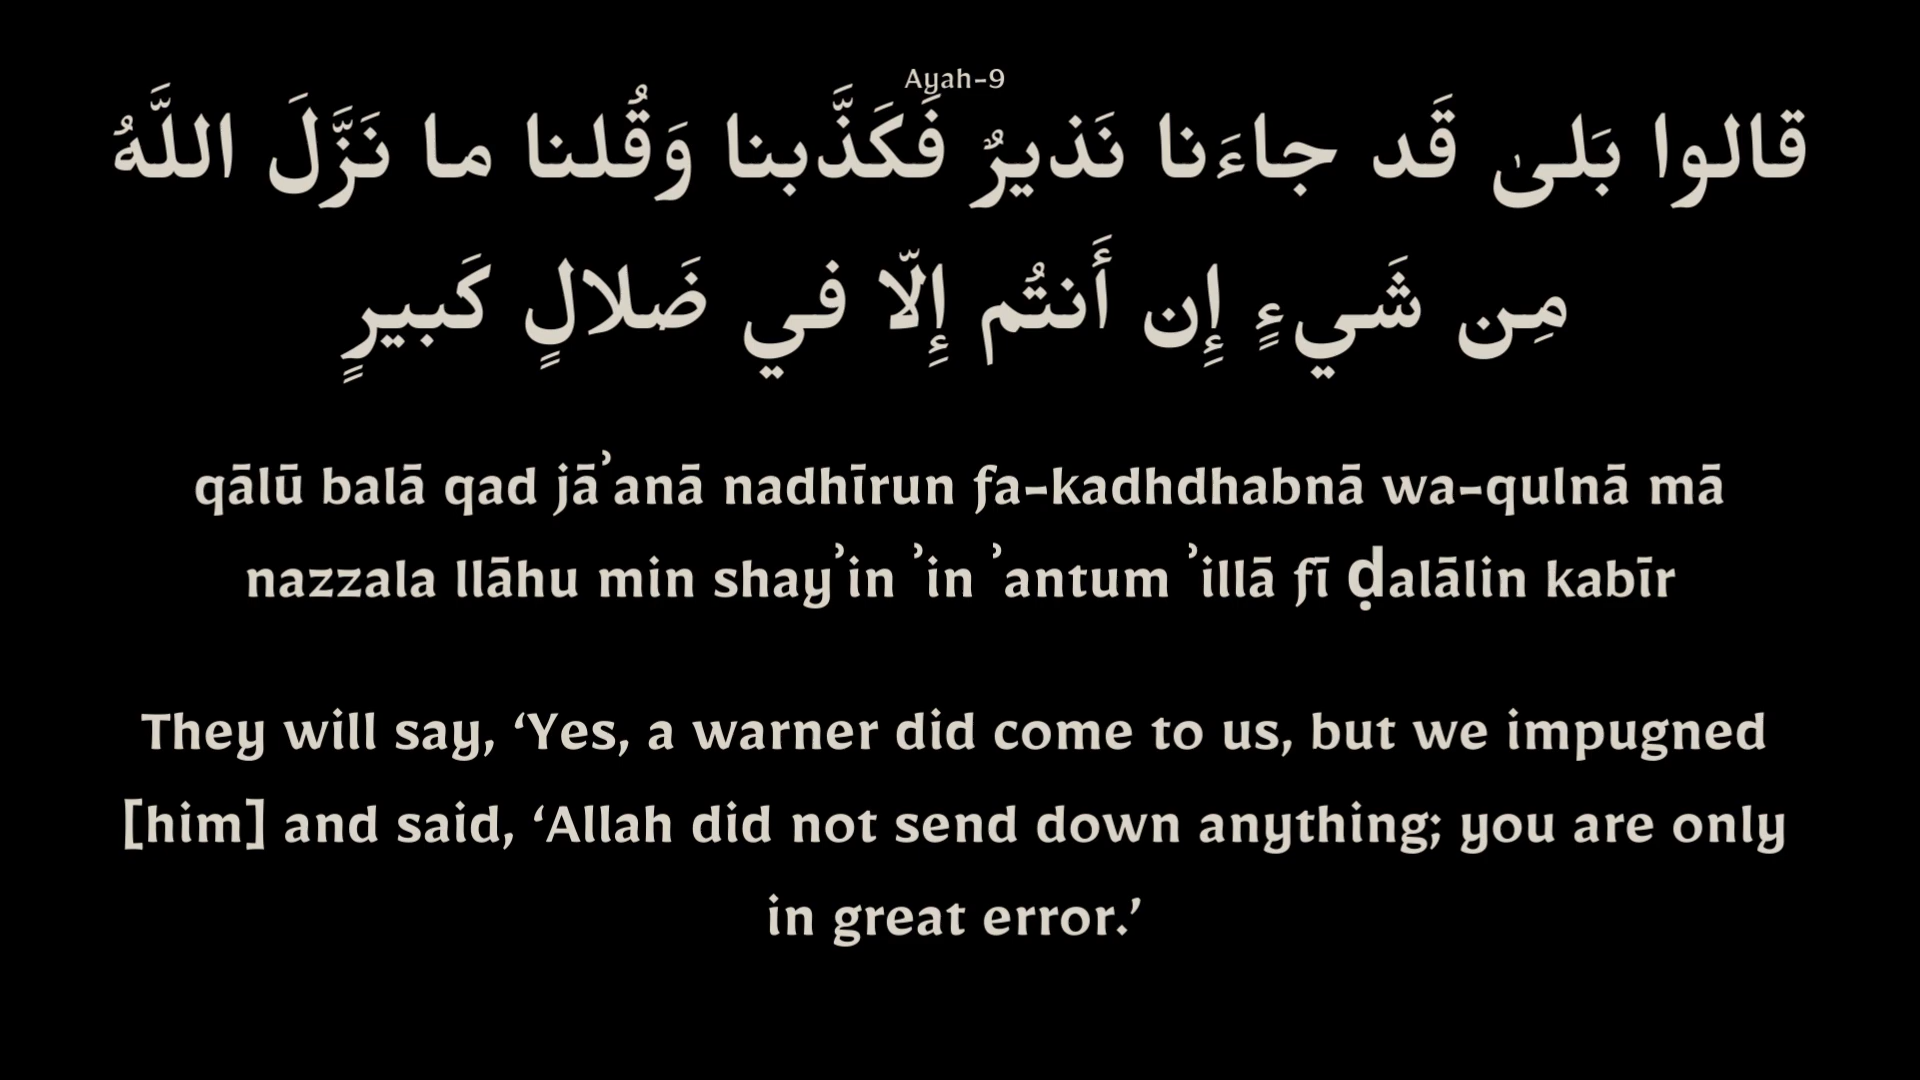 Ayah-9
قالوا بَلىٰ قَد جاءَنا نَذيرٌ فَكَذَّبنا وَقُلنا ما نَزَّلَ اللَّهُ
مِن شَيءٍ إِن أَنتُم إِلّا في ضَلالٍ كَبيرٍ
qālū balā qad jāʾanā nadhīrun fa-kadhdhabnā wa-qulnā mā
nazzala llāhu min shayʾin ʾin ʾantum ʾillā fī ḍalālin kabīr
They will say, ‘Yes, a warner did come to us, but we impugned
[him] and said, ‘Allah did not send down anything; you are only
in great error.’